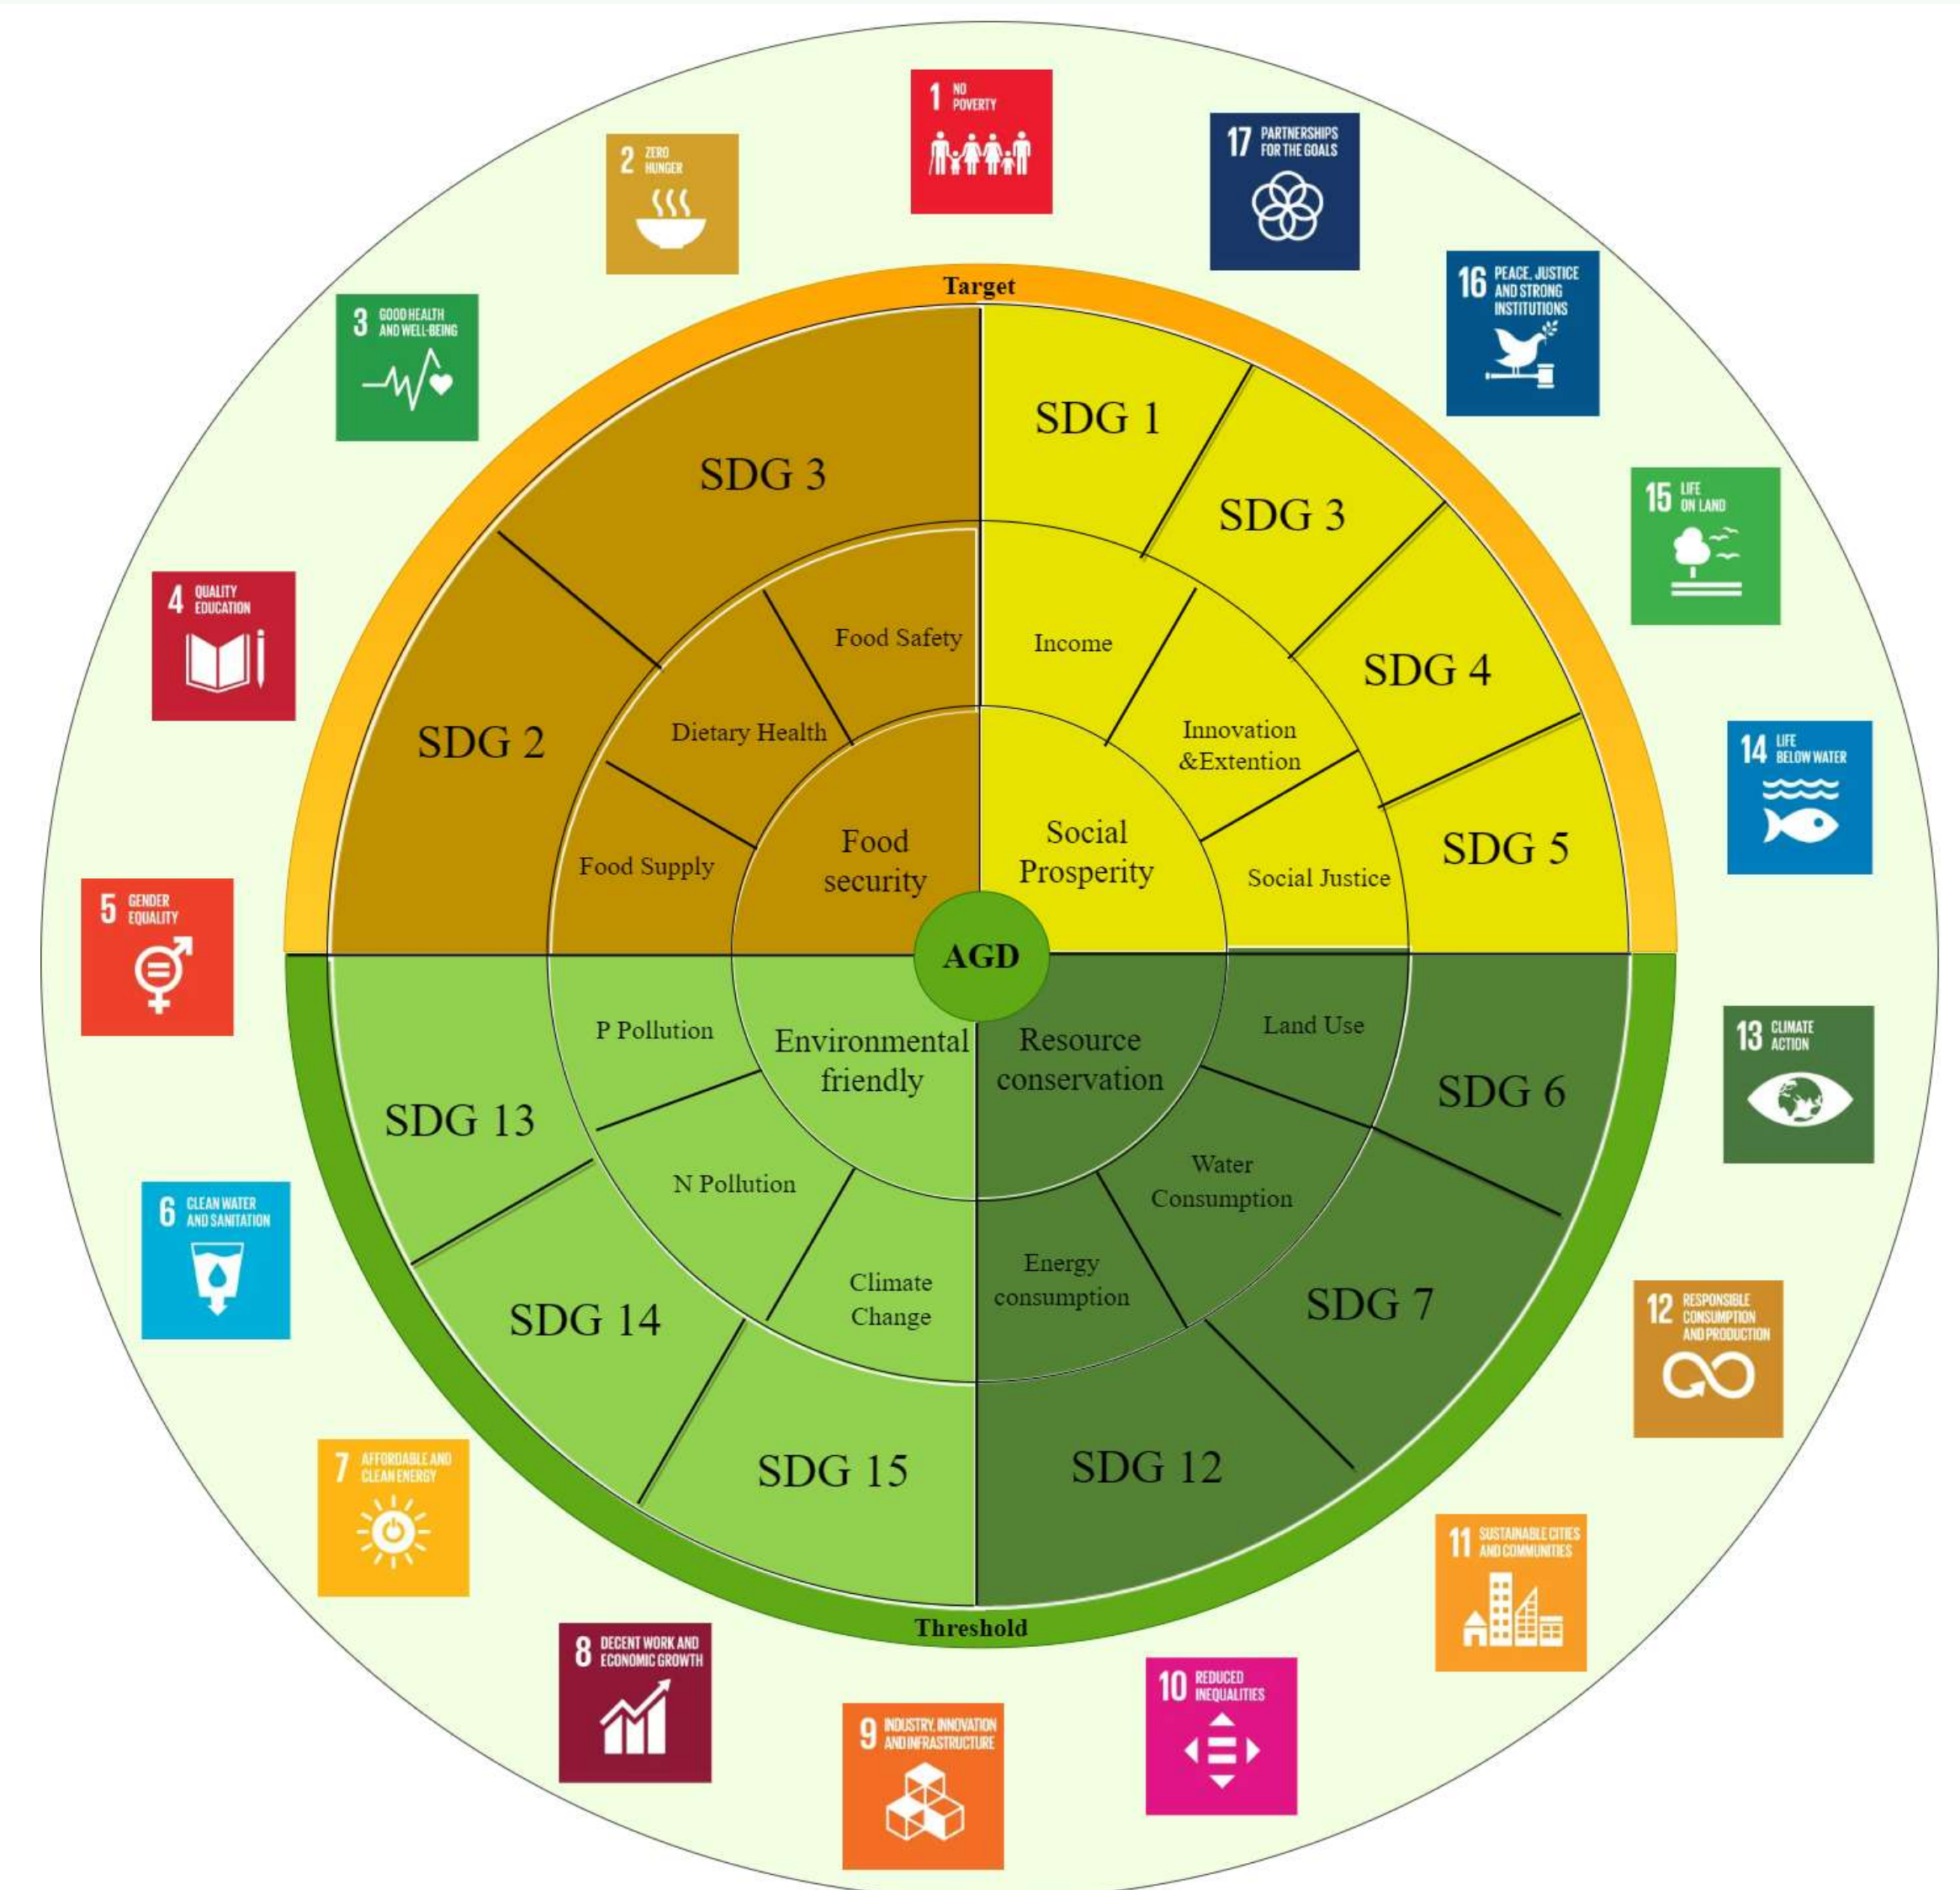 1 NO
POVERTY
17 PARTNERSHIPS
FOR THE GOALS
16 PEACE, JUSTICE
AND STRONG
INSTITUTIONS
15 LIFE
ON LAND
14 LIFE
BELOW WATER
13 CLIMATE
ACTION
12 RESPONSIBLE
CONSUMPTION
AND PRODUCTION
11 SUSTAINABLE CITIES
AND COMMUNITIES
10 REDUCED
INEQUALITIES
9 INDUSTRY, INNOVATION
AND INFRASTRUCTURE
8 DECENT WORK AND
ECONOMIC GROWTH
7 AFFORDABLE AND
CLEAN ENERGY
6 CLEAN WATER
AND SANITATION
5 GENDER
EQUALITY
4 QUALITY
EDUCATION
3 GOOD HEALTH
AND WELL-BEING
2 ZERO
HUNGER
Target
SDG 1
SDG 3
SDG 4
SDG 5
SDG 6
SDG 7
SDG 12
SDG 15
SDG 14
SDG 13
SDG 2
SDG 3
Income
Innovation
&Extention
Social Justice
Land Use
Water
Consumption
Energy
consumption
Climate
Change
N Pollution
P Pollution
Food Supply
Dietary Health
Food Safety
Food
security
Social
Prosperity
AGD
Environmental
friendly
Resource
conservation
Threshold